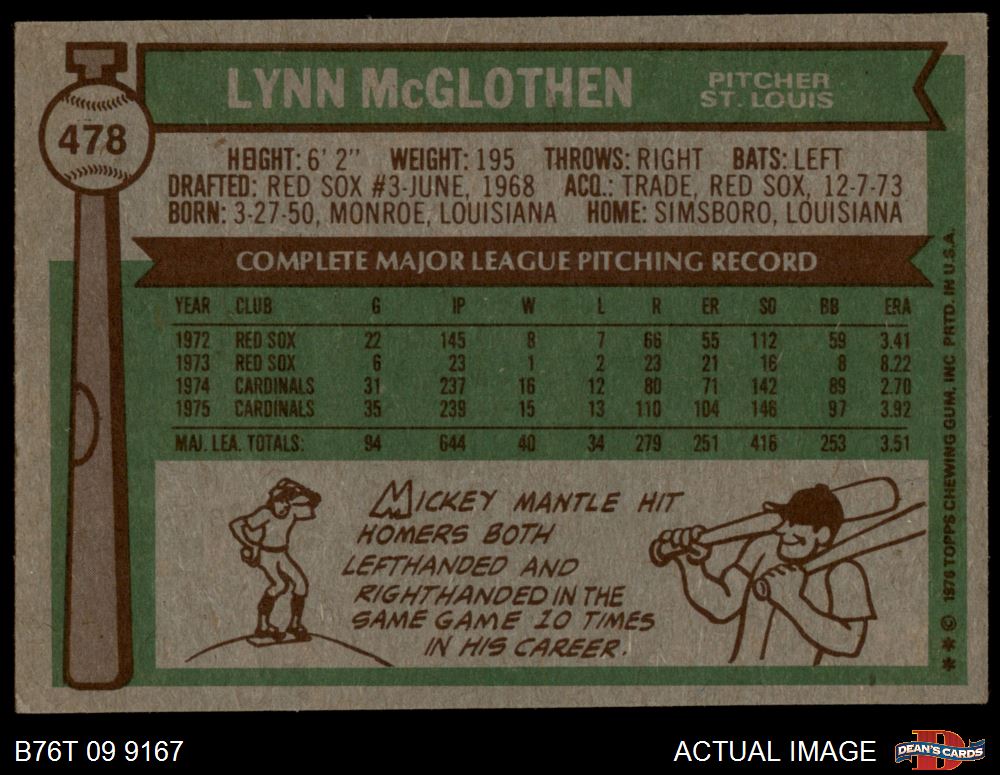 LYNN McGLOTHEN
PITCHER
ST. LOUIS
478
HEIGHT: 6' 2" WEIGHT: 195 THROWS: RIGHT BATS: LEFT
DRAFTED: RED SOX #3-JUNE, 1968 ACQ.: TRADE, RED SOX, 12-7-73
BORN: 3-27-50, MONROE, LOUISIANA HOME: SIMSBORO, LOUISIANA
COMPLETE MAJOR LEAGUE PITCHING RECORD
YEAR CLUB G IP W L R ER SO BB ERA
1972 RED SOX 22 145 8 7 66 55 112 59 3.41
1973 RED SOX 6 23 1 2 23 21 16 8 8.22
1974 CARDINALS 31 237 16 12 80 71 142 89 2.70
1975 CARDINALS 35 239 15 13 110 104 146 97 3.92
MAJ. LEA. TOTALS: 94 644 40 34 279 251 416 253 3.51
MICKEY MANTLE HIT
HOMERS BOTH
LEFTHANDED AND
RIGHTHANDED IN THE
SAME GAME 10 TIMES
IN HIS CAREER.
** © 1976 TOPPS CHEWING GUM, INC PRTD. IN U.S.A.
B76T 09 9167
ACTUAL IMAGE
DEAN'S CARDS